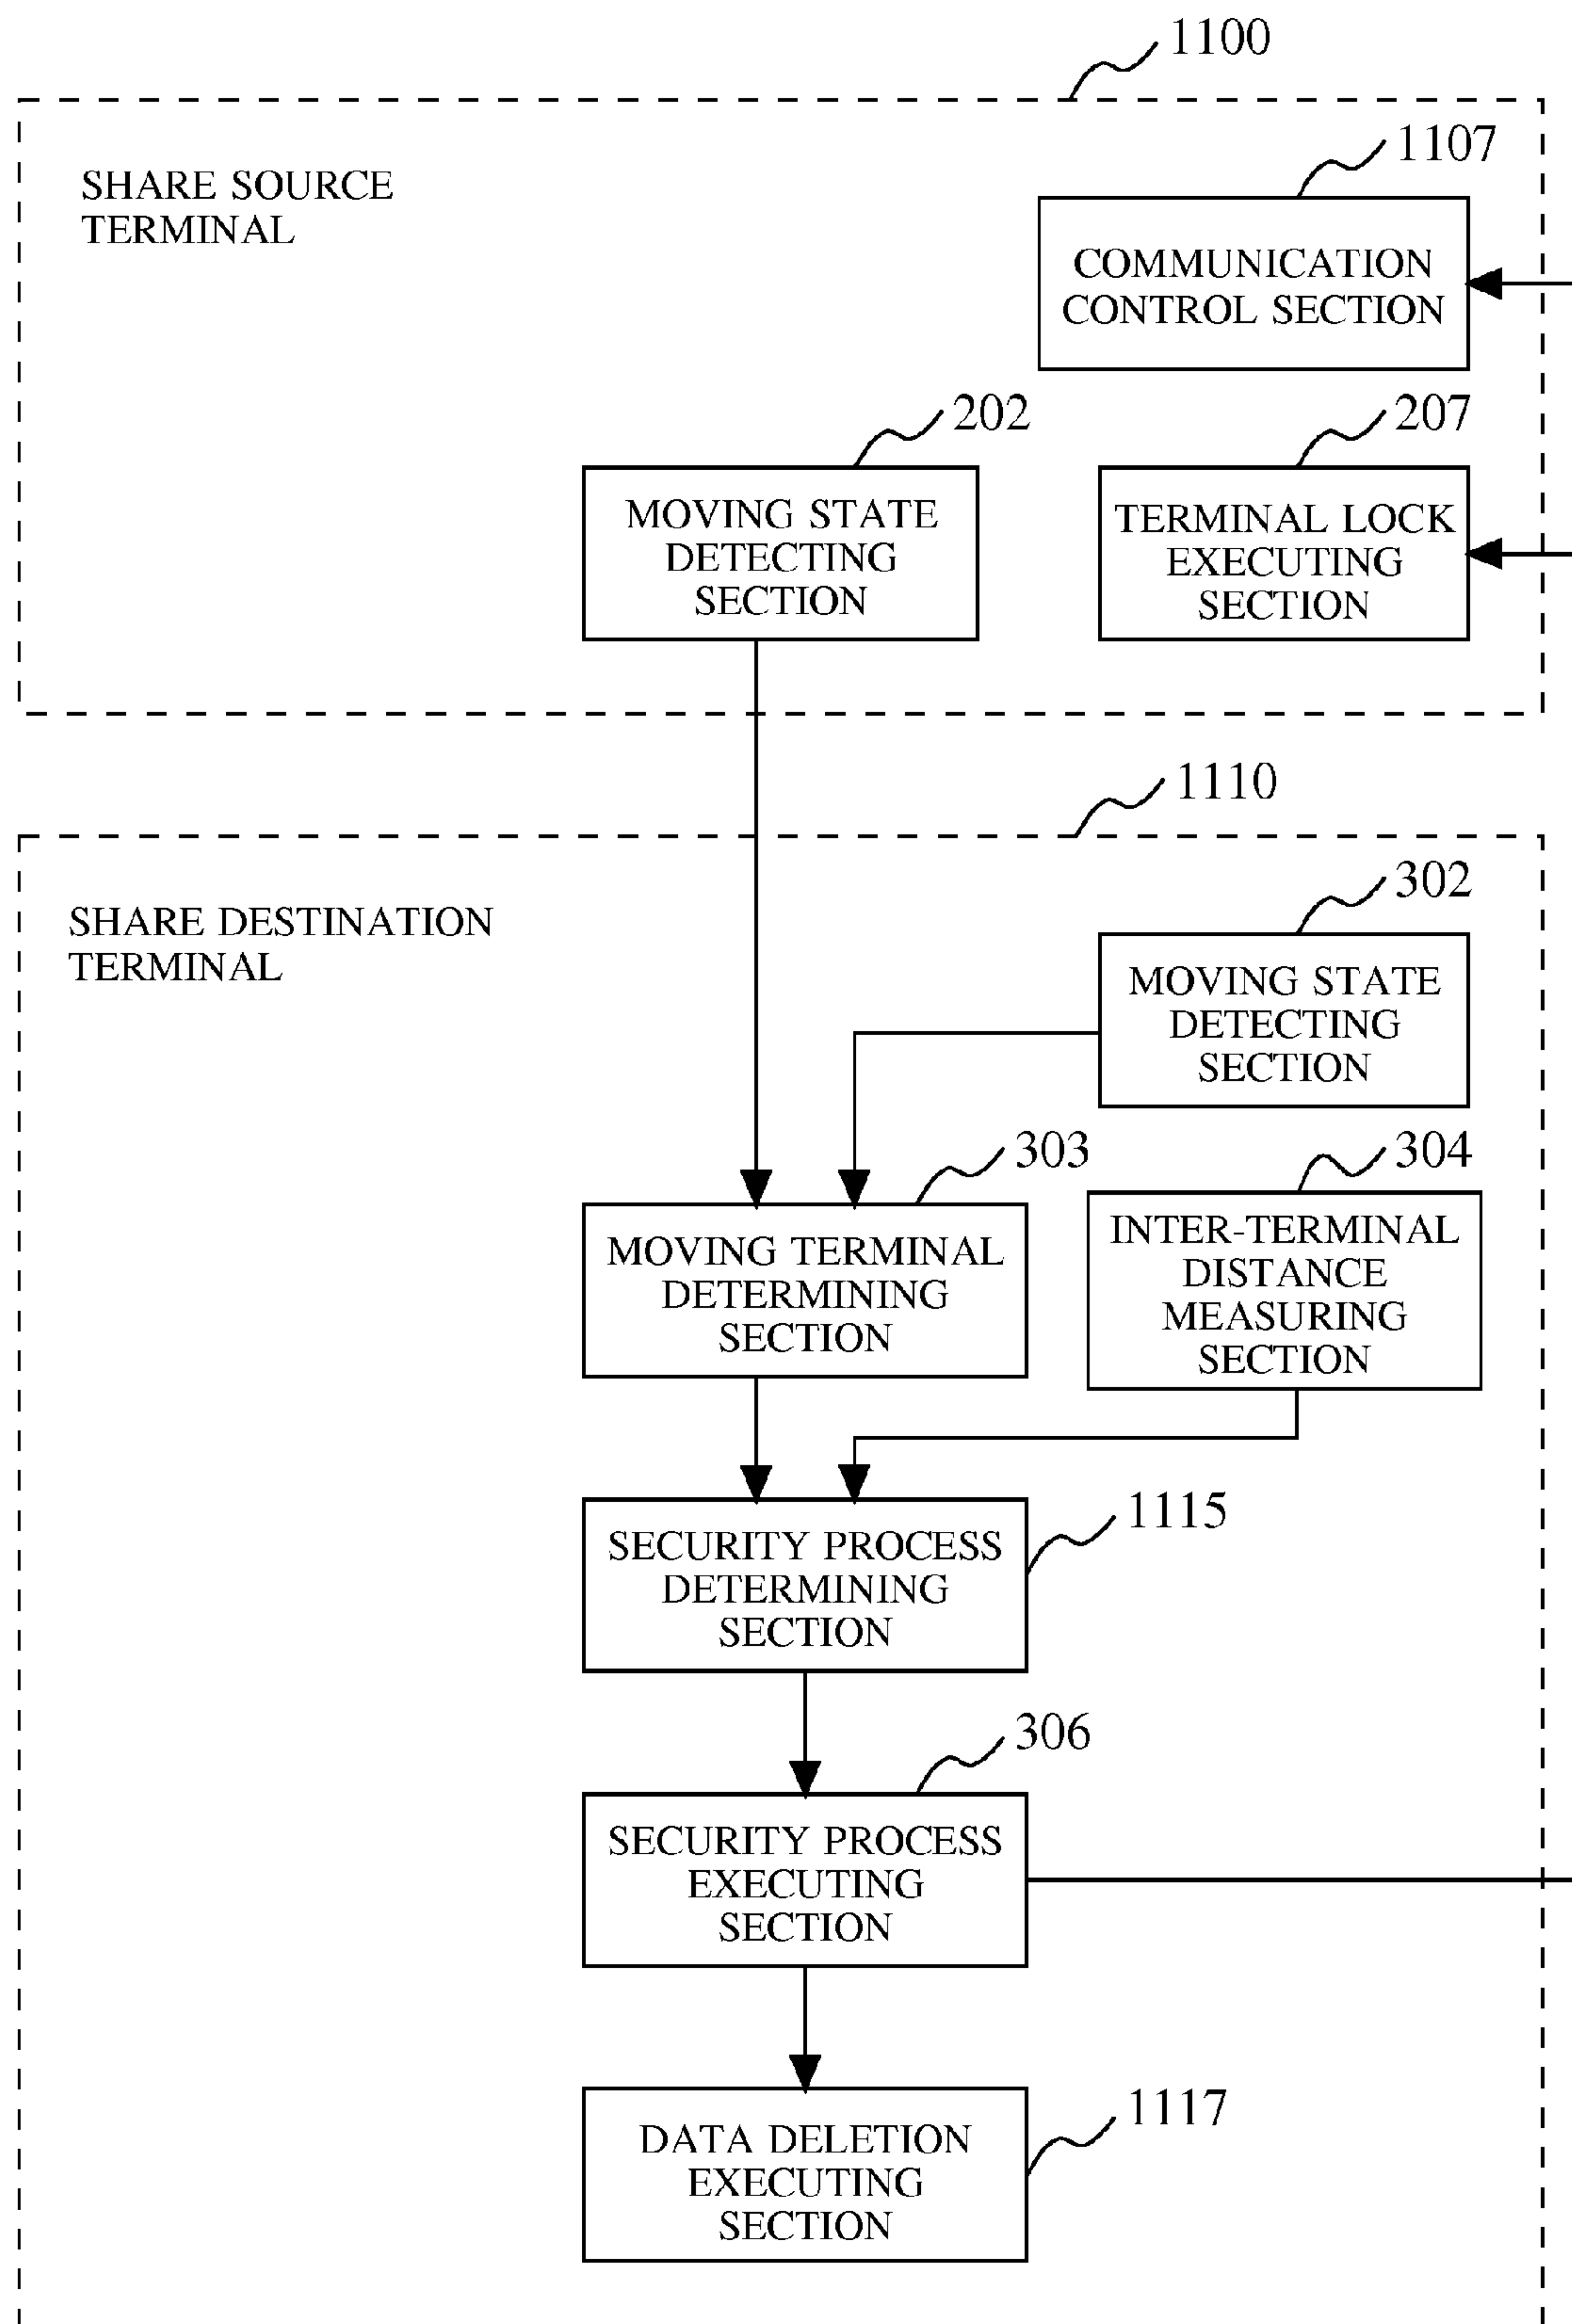 1100
1107
SHARE SOURCE
TERMINAL
COMMUNICATION
CONTROL SECTION
202
207
MOVING STATE
DETECTING
SECTION
TERMINAL LOCK
EXECUTING
SECTION
1110
302
SHARE DESTINATION
TERMINAL
MOVING STATE
DETECTING
SECTION
303
304
MOVING TERMINAL
DETERMINING
SECTION
INTER-TERMINAL
DISTANCE
MEASURING
SECTION
1115
SECURITY PROCESS
DETERMINING
SECTION
306
SECURITY PROCESS
EXECUTING
SECTION
1117
DATA DELETION
EXECUTING
SECTION